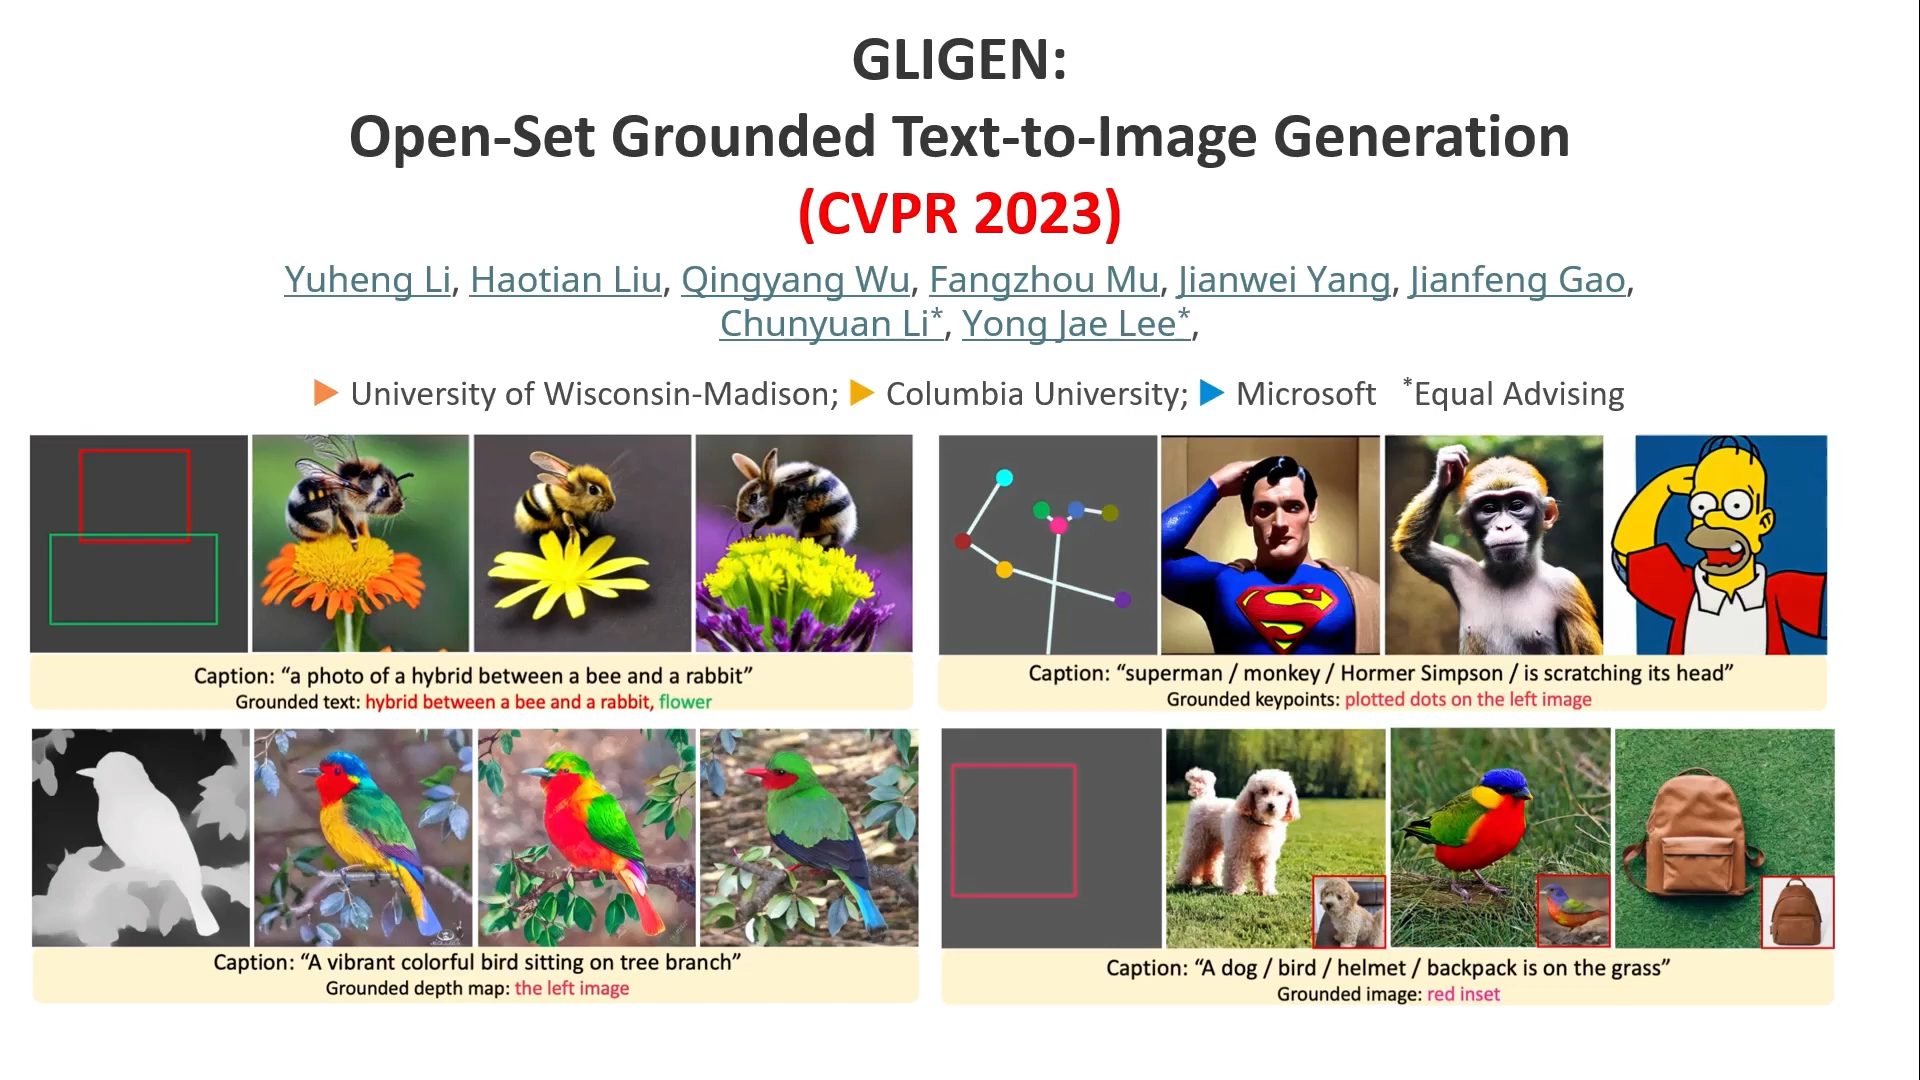 GLIGEN:
Open-Set Grounded Text-to-Image Generation
(CVPR 2023)
Yuheng Li, Haotian Liu, Qingyang Wu, Fangzhou Mu, Jianwei Yang, Jianfeng Gao,
Chunyuan Li*, Yong Jae Lee*,
University of Wisconsin-Madison; Columbia University; Microsoft *Equal Advising
Caption: “a photo of a hybrid between a bee and a rabbit”
Grounded text: hybrid between a bee and a rabbit, flower
Caption: “superman / monkey / Hormer Simpson / is scratching its head”
Grounded keypoints: plotted dots on the left image
Caption: “A vibrant colorful bird sitting on tree branch”
Grounded depth map: the left image
Caption: “A dog / bird / helmet / backpack is on the grass”
Grounded image: red inset